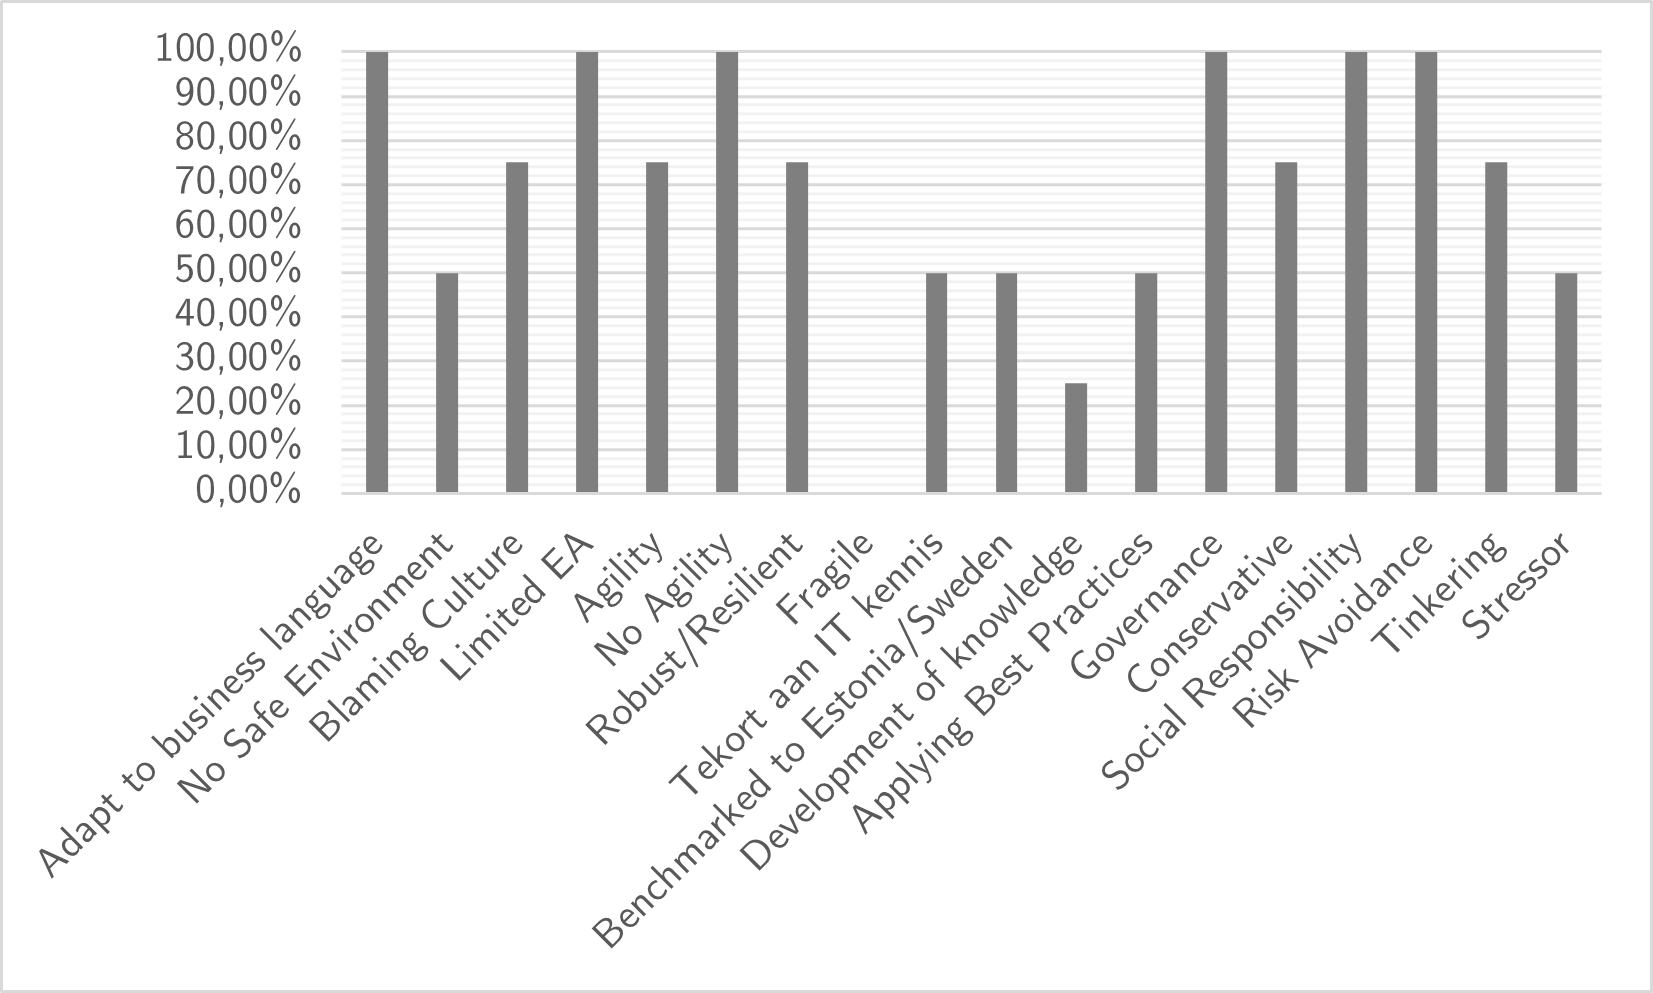 100,00%
90,00%
80,00%
70,00%
60,00%
50,00%
40,00%
30,00%
20,00%
10,00%
0,00%
Adapt to business language
No Safe Environment
Blaming Culture
Limited EA
Agility
No Agility
Robust/Resilient
Fragile
Tekort aan IT kennis
Benchmarked to Estonia/Sweden
Development of knowledge
Applying Best Practices
Governance
Conservative
Social Responsibility
Risk Avoidance
Tinkering
Stressor